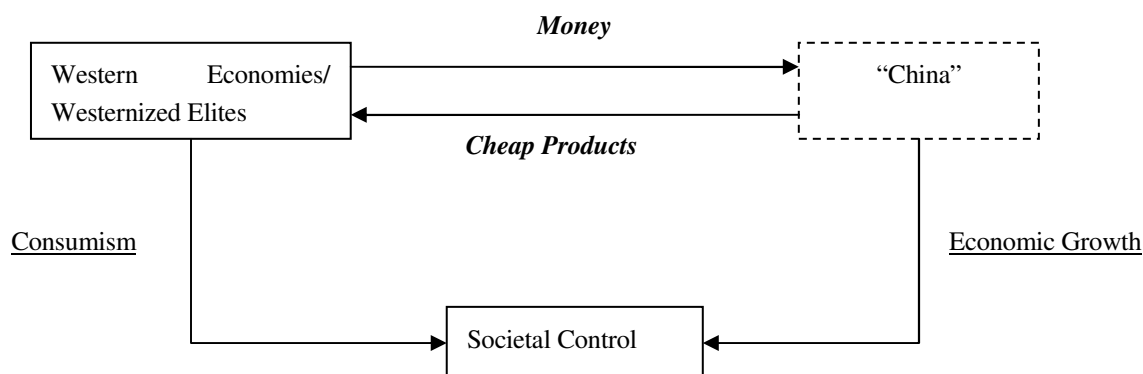 Money
Western Economies/
Westernized Elites
“China”
Cheap Products
Consumism
Economic Growth
Societal Control